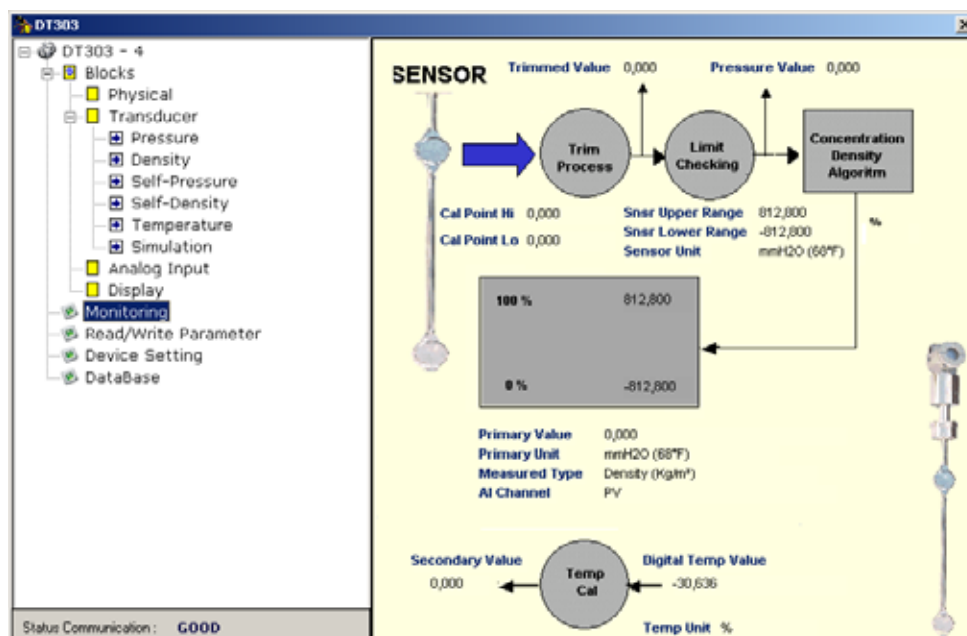 DT303
DT303 - 4
Blocks
Physical
Transducer
Pressure
Density
Self-Pressure
Self-Density
Temperature
Simulation
Analog Input
Display
Monitoring
Read/Write Parameter
Device Setting
DataBase
Status Communication : GOOD
SENSOR
Trimmed Value 0,000
Pressure Value 0,000
Trim
Process
Limit
Checking
Concentration
Density
Algoritm
Cal Point Hi 0,000
Cal Point Lo 0,000
Snsr Upper Range 812,800
Snsr Lower Range -812,800
Sensor Unit mmH2O (68°F)
%
100 % 812,800
0 % -812,800
Primary Value 0,000
Primary Unit mmH2O (68°F)
Measured Type Density (Kg/m³)
AI Channel PV
Secondary Value
0,000
Temp
Cal
Digital Temp Value
-30,636
Temp Unit %